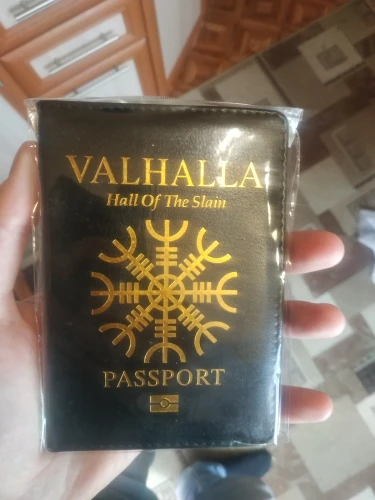 VALHALLA
Hall Of The Slain
PASSPORT